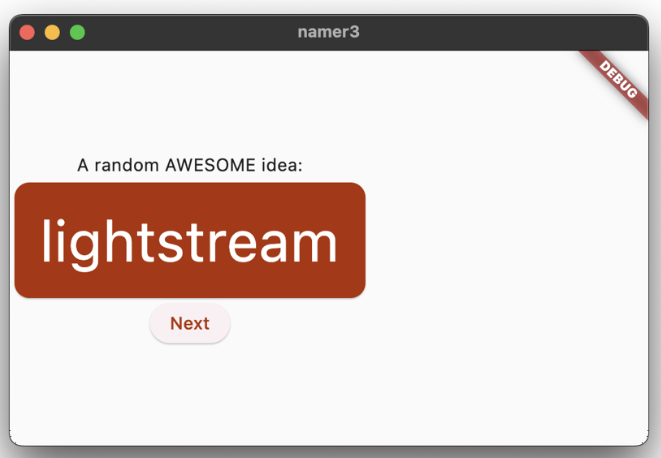 namer3
DEBUG
A random AWESOME idea:
lightstream
Next